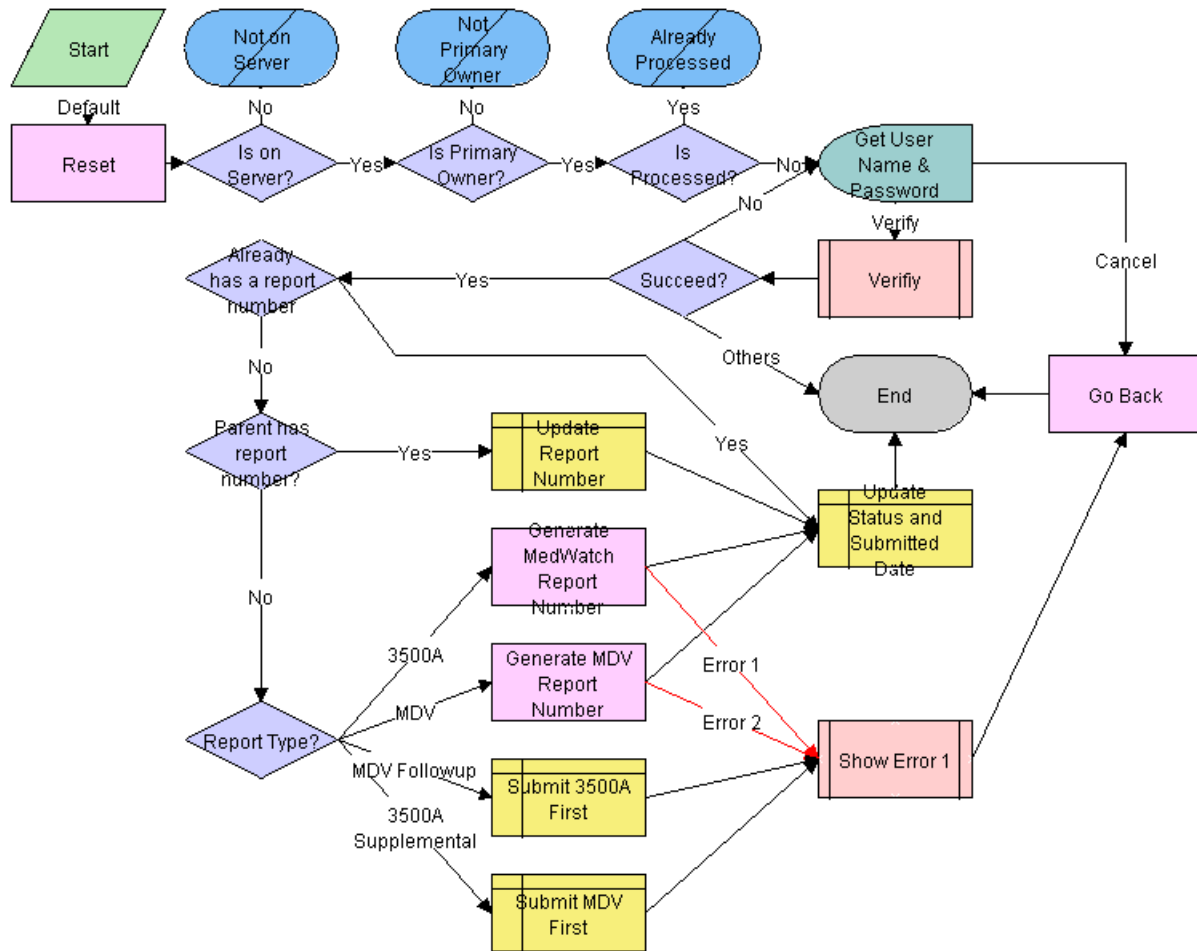 Start
Not on
Server
Not
Primary
Owner
Already
Processed
Default
No
No
Yes
Reset
Is on
Server?
Yes
Is Primary
Owner?
Yes
Is
Processed?
No
Get User
Name &
Password
No
Verify
Already
has a report
number
Yes
Succeed?
Verifiy
Cancel
No
Others
End
Go Back
Parent has
report
number?
Yes
Update
Report
Number
Yes
Update
Status and
Submitted
Date
Generate
MedWatch
Report
Number
No
3500A
Generate MDV
Report
Number
Error 1
MDV
Error 2
Report Type?
Show Error 1
MDV Followup
Submit 3500A
First
3500A
Supplemental
Submit MDV
First